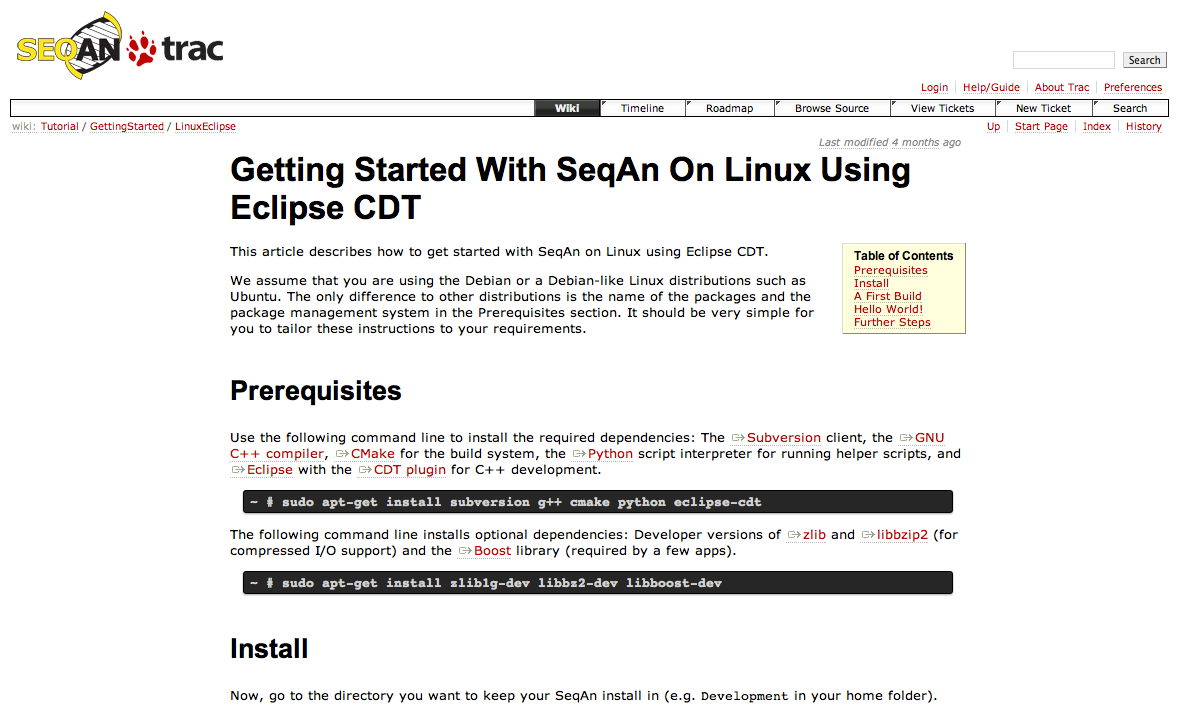 SEQAN trac
Search
Login Help/Guide About Trac Preferences
Wiki Timeline Roadmap Browse Source View Tickets New Ticket Search
wiki: Tutorial / GettingStarted / LinuxEclipse
Up Start Page Index History
Last modified 4 months ago
Getting Started With SeqAn On Linux Using
Eclipse CDT
This article describes how to get started with SeqAn on Linux using Eclipse CDT.
We assume that you are using the Debian or a Debian-like Linux distributions such as
Ubuntu. The only difference to other distributions is the name of the packages and the
package management system in the Prerequisites section. It should be very simple for
you to tailor these instructions to your requirements.
Table of Contents
Prerequisites
Install
A First Build
Hello World!
Further Steps
Prerequisites
Use the following command line to install the required dependencies: The Subversion client, the GNU
C++ compiler, CMake for the build system, the Python script interpreter for running helper scripts, and
Eclipse with the CDT plugin for C++ development.
~ # sudo apt-get install subversion g++ cmake python eclipse-cdt
The following command line installs optional dependencies: Developer versions of zlib and libbzip2 (for
compressed I/O support) and the Boost library (required by a few apps).
~ # sudo apt-get install zlib1g-dev libbz2-dev libboost-dev
Install
Now, go to the directory you want to keep your SeqAn install in (e.g. Development in your home folder).